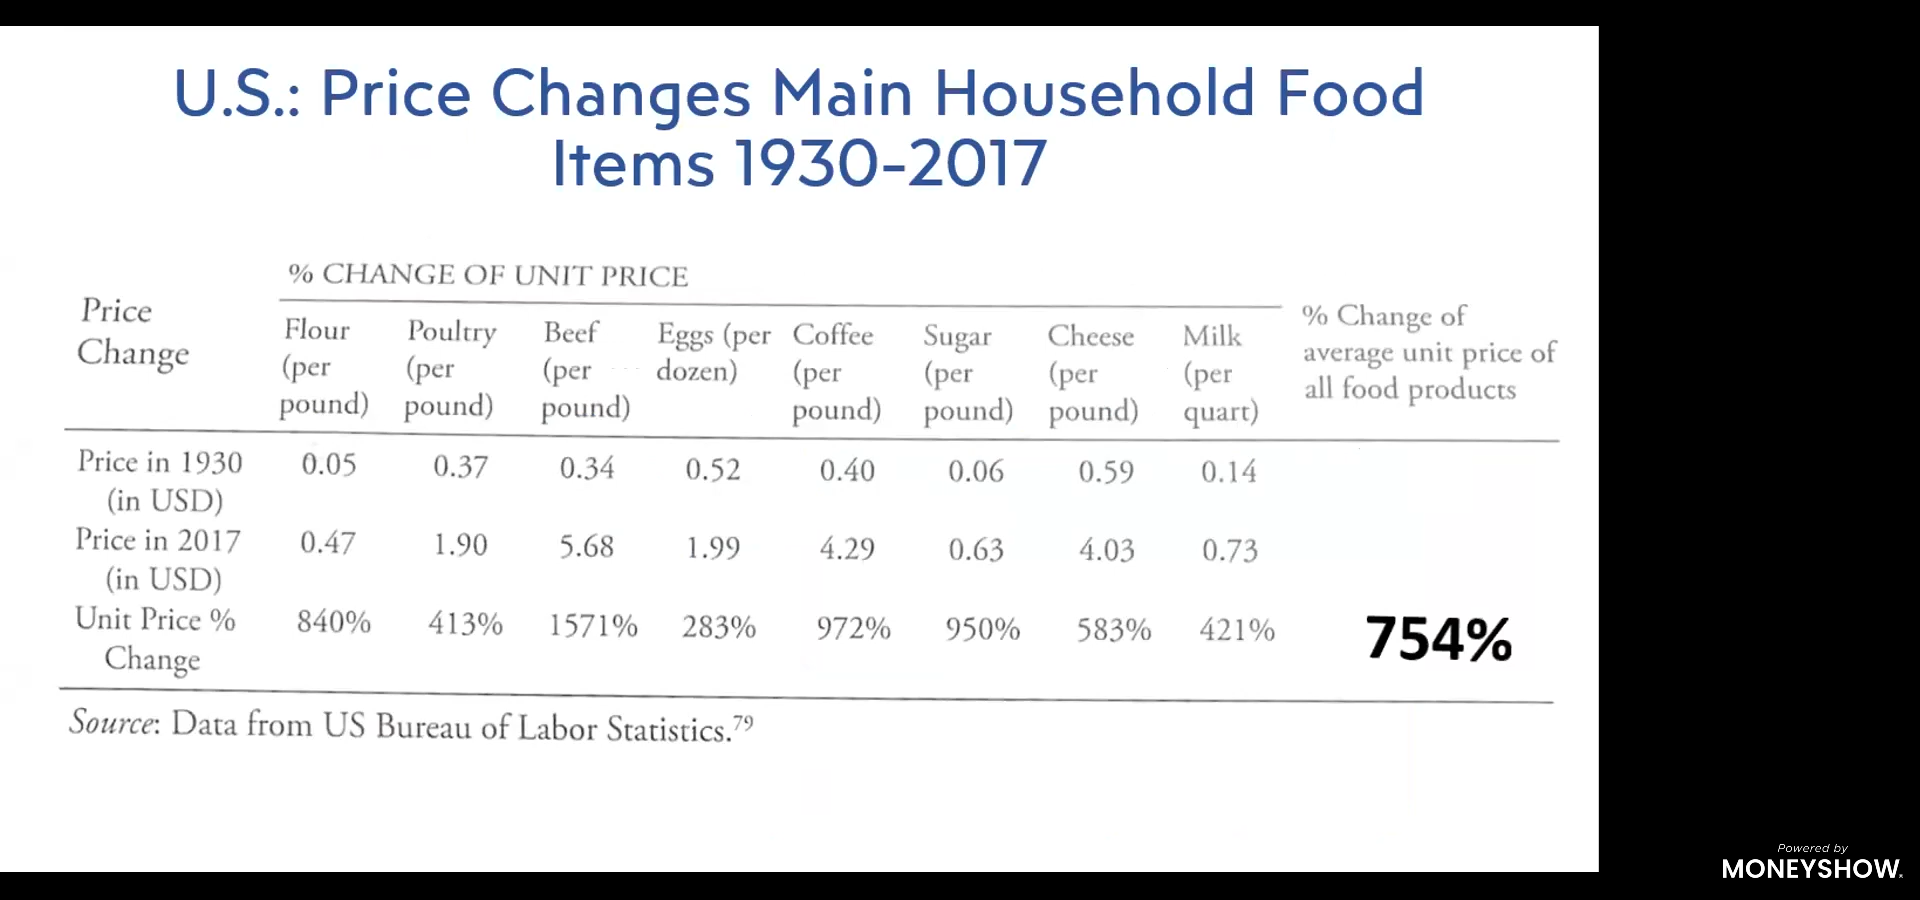 U.S.: Price Changes Main Household Food
Items 1930-2017
% CHANGE OF UNIT PRICE
Price
Change
Flour
(per
pound)
Poultry
(per
pound)
Beef
(per
pound)
Eggs (per
dozen)
Coffee
(per
pound)
Sugar
(per
pound)
Cheese
(per
pound)
Milk
(per
quart)
% Change of
average unit price of
all food products
Price in 1930 0.05 0.37 0.34 0.52 0.40 0.06 0.59 0.14
(in USD)
Price in 2017 0.47 1.90 5.68 1.99 4.29 0.63 4.03 0.73
(in USD)
Unit Price % 840% 413% 1571% 283% 972% 950% 583% 421% 754%
Change
Source: Data from US Bureau of Labor Statistics.79
Powered by
MONEYSHOW.